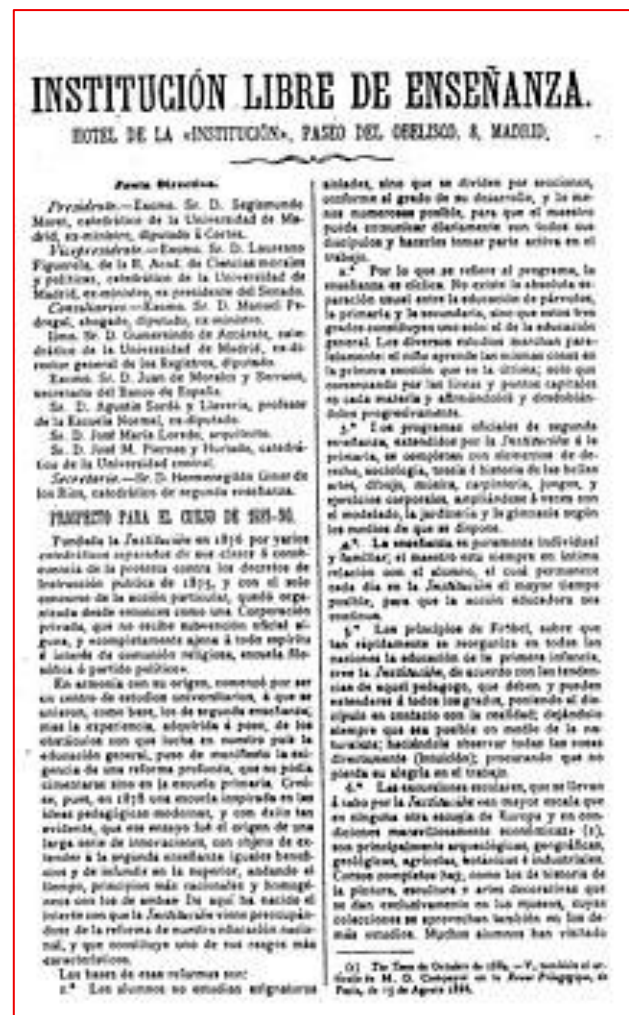 INSTITUCIÓN LIBRE DE ENSEÑANZA.
HOTEL DE LA «INSTITUCIÓN», PASEO DEL OBELISCO, 8, MADRID.
Junta Directiva.
Presidente.—Excmo. Sr. D. Segismundo
Moret, catedrático de la Universidad de Ma-
drid, ex-ministro, diputado á Cortes.
Vicepresidente.—Excmo. Sr. D. Laureano
Figuerola, de la R. Acad. de Ciencias morales
y políticas, catedrático de la Universidad de
Madrid, ex-ministro, ex presidente del Senado.
Consiliarios.—Excmo. Sr. D. Manuel Pe-
dregal, abogado, diputado, ex ministro.
Ilmo. Sr. D. Gumersindo de Azcárate, cate-
drático de la Universidad de Madrid, ex-di-
rector general de los Registros, diputado.
Excmo. Sr. D. Juan de Morales y Serrano,
secretario del Banco de España.
Sr. D. Agustín Sardá y Llavería, profesor
de la Escuela Normal, ex-diputado.
Sr. D. José María Loredo, arquitecto.
Sr. D. José M. Piernas y Hurtado, catedrá-
tico de la Universidad central.
Secretario.—Sr. D. Hermenegildo Giner de
los Ríos, catedrático de segunda enseñanza.
PROSPECTO PARA EL CURSO DE
Fundada la Institución en 1876 por varios
catedráticos separados de sus clases á conse-
cuencia de la protesta contra los decretos de
Instrucción pública de 1875, y con el solo
concurso de la acción particular, quedó orga-
nizada desde entonces como una Corporación
privada, que no recibe subvención oficial al-
guna, y «completamente ajena á todo espíritu
é interés de comunión religiosa, escuela filo-
sófica ó partido político».
En armonía con su origen, comenzó por ser
un centro de estudios universitarios, á que se
unieron, como base, los de segunda enseñanza;
mas la experiencia, adquirida á poco, de los
obstáculos con que lucha en nuestro país la
educación general, puso de manifiesto la exi-
gencia de una reforma profunda, que no podía
cimentarse sino en la escuela primaria. Creó-
se, pues, en 1878 una escuela inspirada en las
ideas pedagógicas modernas, y con éxito tan
evidente, que ese ensayo fué el origen de una
larga serie de innovaciones, con objeto de ex-
tender á la segunda enseñanza iguales benefi-
cios y de infundir en la superior, andando el
tiempo, principios más racionales y homogé-
neos con los de ambas. De aquí ha nacido el
interés con que la Institución viene preocupán-
dose de la reforma de nuestra educación nacio-
nal, y que constituye uno de sus rasgos más
característicos.
Las bases de esas reformas son:
1.ª Los alumnos no estudian asignaturas
aisladas, sino que se dividen por secciones,
conforme al grado de su desarrollo, y lo me-
nos numerosas posible, para que el maestro
pueda comunicar diariamente con todos sus
discípulos y hacerles tomar parte activa en el
trabajo.
2.ª Por lo que se refiere al programa, la
enseñanza es cíclica. No existe la absoluta se-
paración usual entre la educación de párvulos,
la primaria y la secundaria, sino que estos tres
grados constituyen uno solo: el de la educación
general. Los diversos estudios marchan para-
lelamente: el niño aprende las mismas cosas en
la primera sección que en la última; solo que
comenzando por las líneas y puntos capitales
en cada materia y afirmándolos y desdoblán-
dolos progresivamente.
3.ª Los programas oficiales de segunda
enseñanza, extendidos por la Institución á la
primaria, se completan con elementos de de-
recho, sociología, teoría é historia de las bellas
artes, dibujo, música, carpintería, juegos, y
ejercicios corporales, ampliándose á veces con
el modelado, la jardinería y la gimnasia según
los medios de que se dispone.
4.ª La enseñanza es puramente individual
y familiar; el maestro está siempre en íntima
relación con el alumno, el cual permanece
cada día en la Institución el mayor tiempo
posible, para que la acción educadora sea
continua.
5.ª Los principios de Fröbel, sobre que
tan rápidamente se reorganiza en todas las
naciones la educación de la primera infancia,
cree la Institución, de acuerdo con las tenden-
cias de aquel pedagogo, que deben y pueden
extenderse á todos los grados, poniendo al dis-
cípulo en contacto con la realidad; dejándolo
siempre que sea posible en medio de la na-
turaleza; haciéndole observar todas las cosas
directamente (intuición); procurando que no
pierda su alegría en el trabajo.
6.ª Las excursiones escolares, que se llevan
á cabo por la Institución «en mayor escala que
en ninguna otra escuela de Europa y en con-
diciones maravillosamente económicas» (1),
son principalmente arqueológicas, geográficas,
geológicas, agrícolas, botánicas é industriales.
Cursos completos hay, como los de historia de
la pintura, escultura y artes decorativas que
se dan exclusivamente en los museos, cuyas
colecciones se aprovechan también en los de-
más estudios. Muchos alumnos han visitado
(1) The Times de Octubre de 1884.—V. también el ar-
tículo de M. G. Compayré en la Revue Pédagogique, de
París, de 15 de Agosto